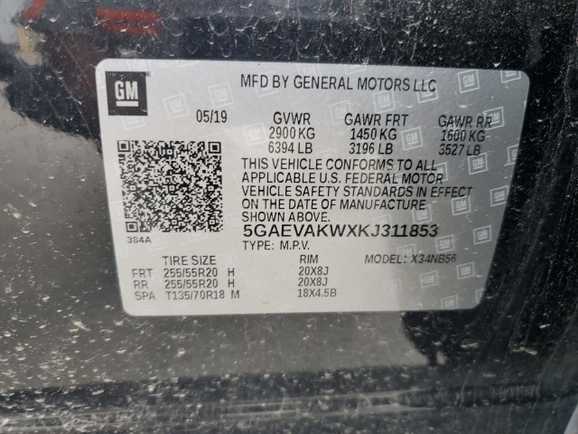 GM
MFD BY GENERAL MOTORS LLC
05/19 GVWR GAWR FRT GAWR RR
2900 KG 1450 KG 1600 KG
6394 LB 3196 LB 3527 LB
THIS VEHICLE CONFORMS TO ALL
APPLICABLE U.S. FEDERAL MOTOR
VEHICLE SAFETY STANDARDS IN EFFECT
ON THE DATE OF MANUFACTURE
SHOWN ABOVE.
384A
5GAEVAKWXKJ311853
TYPE: M.P.V. MODEL: X34NB56
TIRE SIZE RIM
FRT 255/55R20 H 20X8J
RR 255/55R20 H 20X8J
SPA T135/70R18 M 18X4.5B